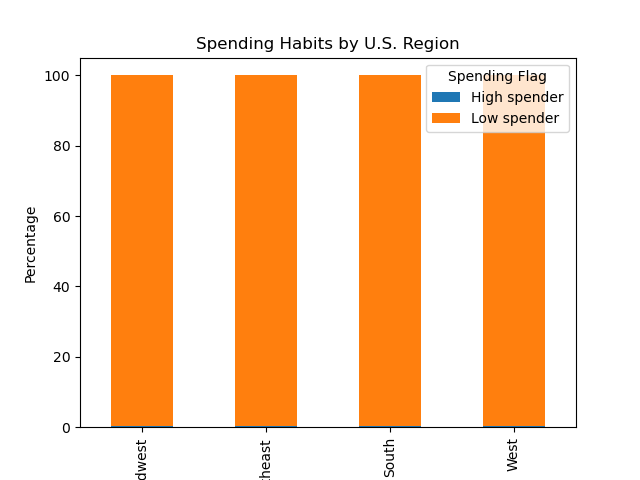 Spending Habits by U.S. Region
Spending Flag
High spender
Low spender
Percentage
100
80
60
40
20
0
dwest
theast
South
West